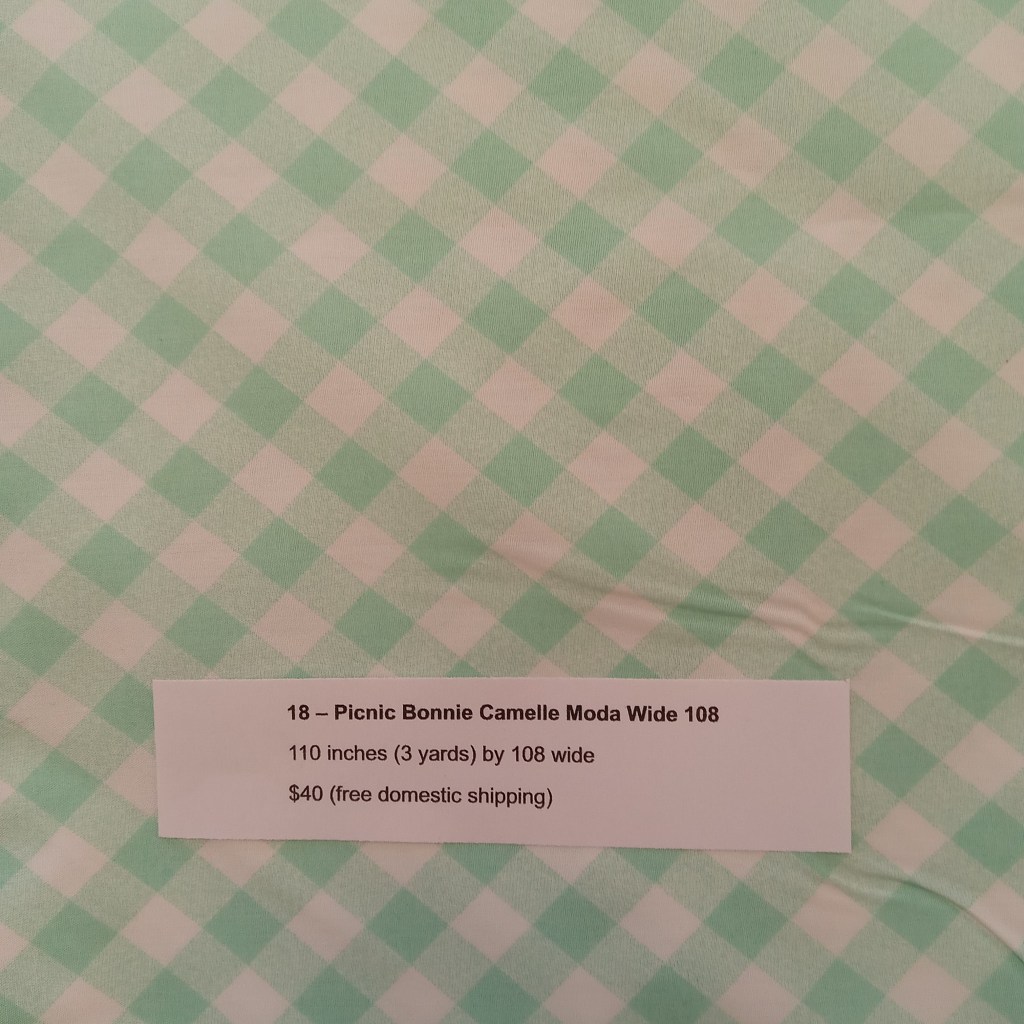 18 – Picnic Bonnie Camelle Moda Wide 108
110 inches (3 yards) by 108 wide
$40 (free domestic shipping)